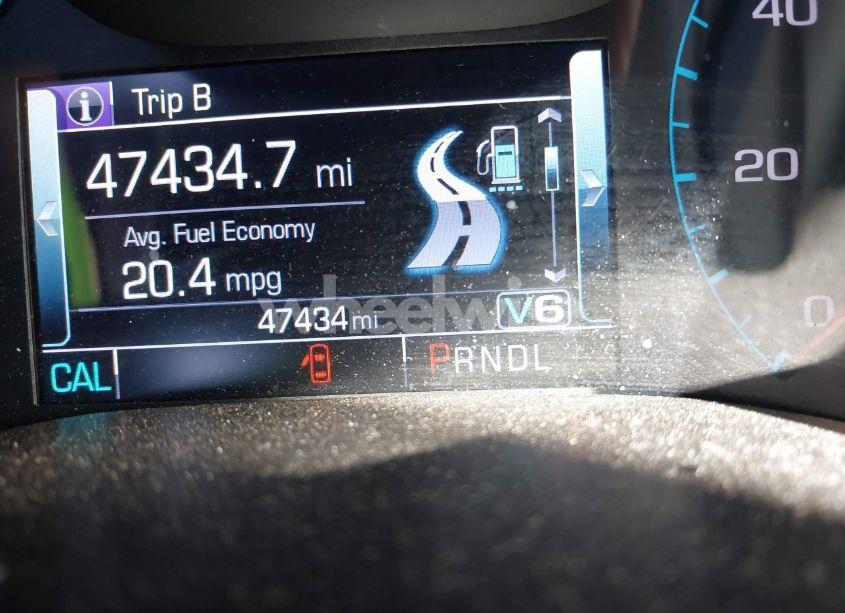 40
Trip B
47434.7 mi
20
Avg. Fuel Economy
20.4 mpg
47434 mi
V6
0
CAL
PRNDL